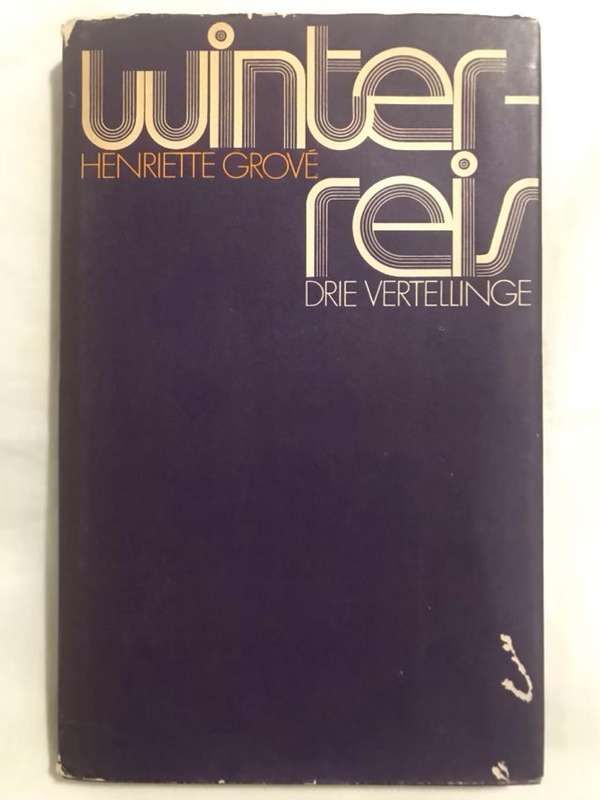 winter-
HENRIETTE GROVÉ
reis
DRIE VERTELLINGE